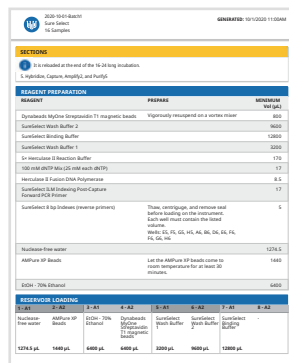 2020-10-01-Batch1
Sure Select
16 Samples
GENERATED: 10/1/2020 11:00AM
SECTIONS
It is reloaded at the end of the 16-24 long incubation.
5. Hybridize, Capture, Amplify2, and Purify5
REAGENT PREPARATION
REAGENT PREPARE MINIMUM
Vol (µL)
Dynabeads MyOne Streptavidin T1 magnetic beads Vigorously resuspend on a vortex mixer 800
SureSelect Wash Buffer 2 9600
SureSelect Binding Buffer 12800
SureSelect Wash Buffer 1 3200
5× Herculase II Reaction Buffer 170
100 mM dNTP Mix (25 mM each dNTP) 17
Herculase II Fusion DNA Polymerase 8.5
SureSelect ILM Indexing Post-Capture 17
Forward PCR Primer
SureSelect 8 bp Indexes (reverse primers) Thaw, centrifuge, and remove seal 5
before loading on the instrument.
Each well must contain the listed
volume.
Wells: E5, F5, G5, H5, A6, B6, D6, E6, F6,
F5, G6, H6
Nuclease-free water 1274.5
AMPure XP Beads Let the AMPure XP beads come to 1440
room temperature for at least 30
minutes.
EtOH - 70% Ethanol 6400
RESERVOIR LOADING
1 - A1 2 - A2 3 - A1 4 - A2 5 - A1 6 - A2 7 - A1 8 - A2
Nuclease- AMPure XP EtOH - 70% Dynabeads SureSelect SureSelect SureSelect -
free water Beads Ethanol MyOne Wash Buffer Wash Buffer Binding
Streptavidin 1 2 Buffer
T1 magnetic
beads
1274.5 µL 1440 µL 6400 µL 6400 µL 3200 µL 9600 µL 12800 µL